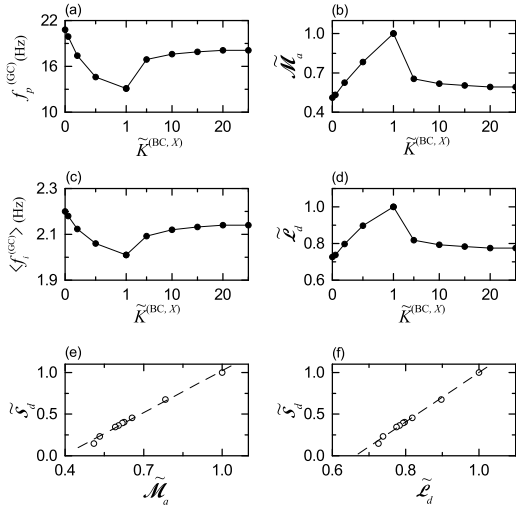 (a)
24
18
12
f_p^(GC) (Hz)
0 1 10 20
K̃^(BC, X)
(b)
1.0
0.7
0.4
M̃_a
0 1 10 20
K̃^(BC, X)
(c)
2.3
2.1
1.9
⟨f_i^(GC)⟩ (Hz)
0 1 10 20
K̃^(BC, X)
(d)
1.0
0.8
0.6
L̃_d
0 1 10 20
K̃^(BC, X)
(e)
1.0
0.5
0.0
S̃_d
0.4 0.7 1.0
M̃_a
(f)
1.0
0.5
0.0
S̃_d
0.6 0.8 1.0
L̃_d